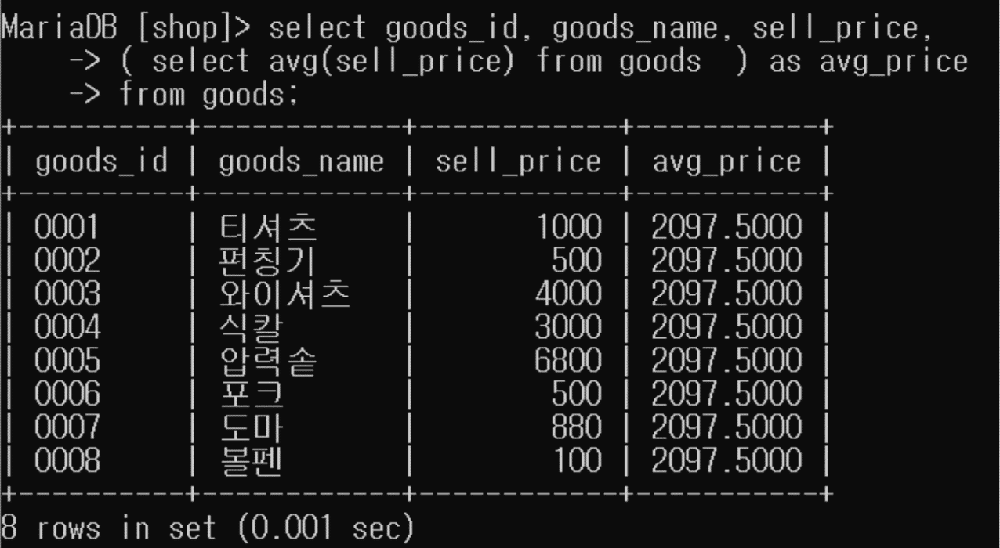 MariaDB [shop]> select goods_id, goods_name, sell_price,
    -> ( select avg(sell_price) from goods  ) as avg_price
    -> from goods;
+----------+------------+------------+-----------+
| goods_id | goods_name | sell_price | avg_price |
+----------+------------+------------+-----------+
| 0001     | 티셔츠     |       1000 | 2097.5000 |
| 0002     | 펀칭기     |        500 | 2097.5000 |
| 0003     | 와이셔츠   |       4000 | 2097.5000 |
| 0004     | 식칼       |       3000 | 2097.5000 |
| 0005     | 압력솥     |       6800 | 2097.5000 |
| 0006     | 포크       |        500 | 2097.5000 |
| 0007     | 도마       |        880 | 2097.5000 |
| 0008     | 볼펜       |        100 | 2097.5000 |
+----------+------------+------------+-----------+
8 rows in set (0.001 sec)